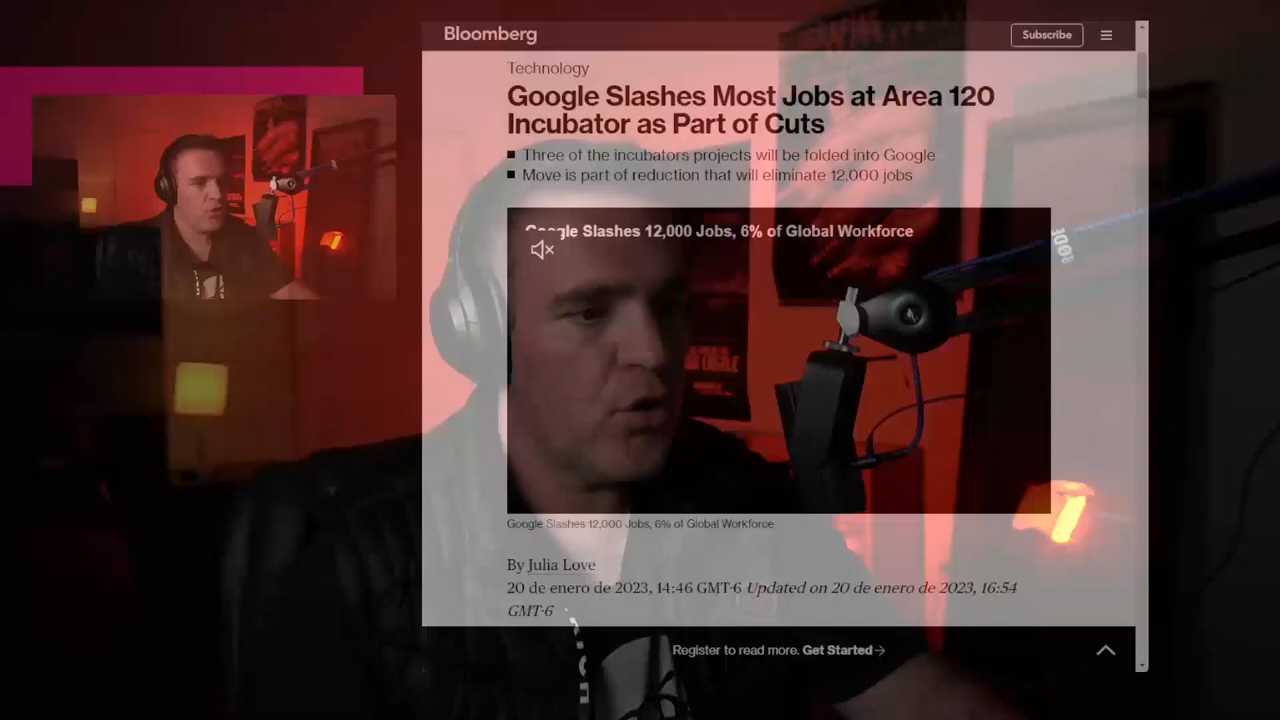 Bloomberg
Subscribe
Technology
Google Slashes Most Jobs at Area 120
Incubator as Part of Cuts
Three of the incubators projects will be folded into Google
Move is part of reduction that will eliminate 12,000 jobs
Google Slashes 12,000 Jobs, 6% of Global Workforce
Google Slashes 12,000 Jobs, 6% of Global Workforce
By Julia Love
20 de enero de 2023, 14:46 GMT-6 Updated on 20 de enero de 2023, 16:54
GMT-6
Register to read more. Get Started